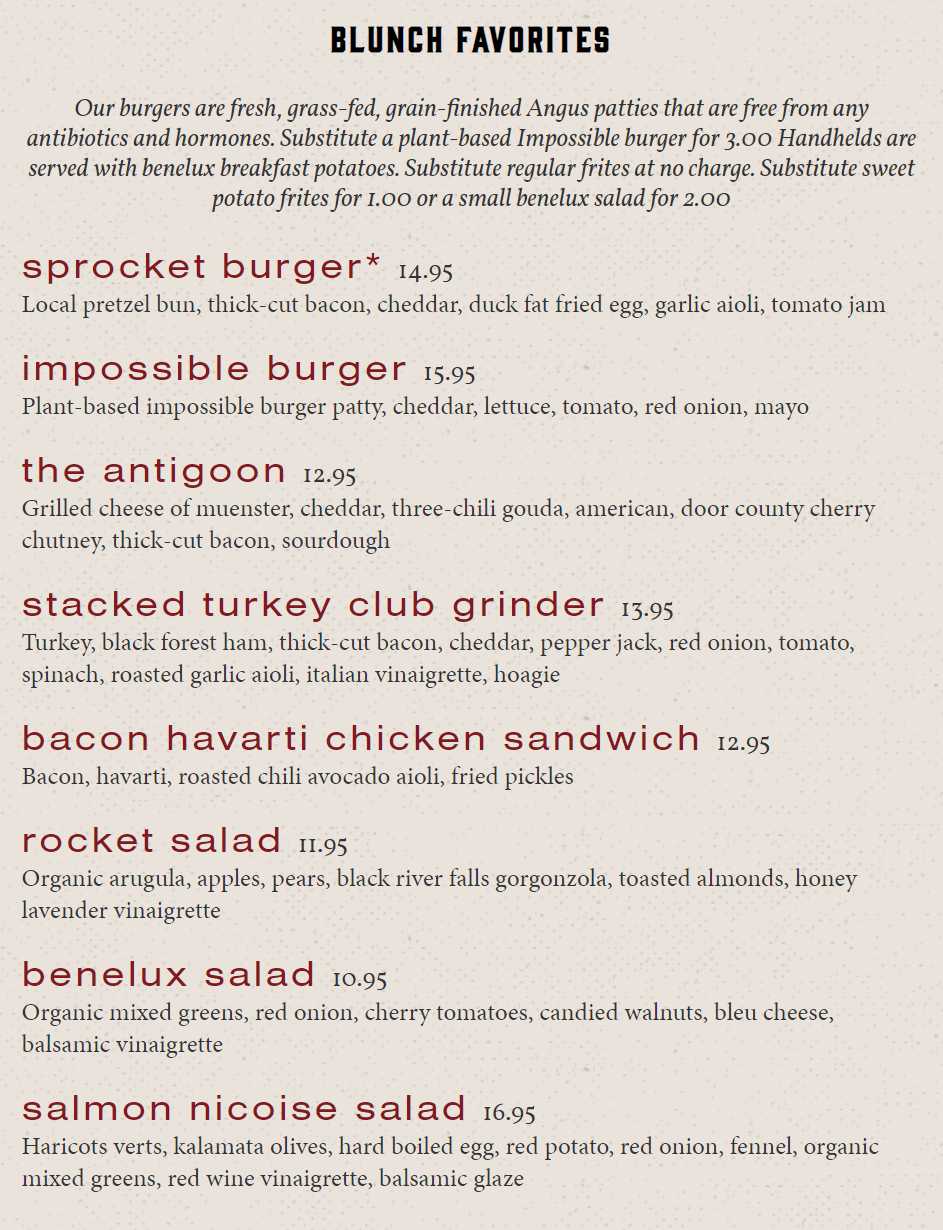 BLUNCH FAVORITES
Our burgers are fresh, grass-fed, grain-finished Angus patties that are free from any
antibiotics and hormones. Substitute a plant-based Impossible burger for 3.00 Handhelds are
served with benelux breakfast potatoes. Substitute regular frites at no charge. Substitute sweet
potato frites for 1.00 or a small benelux salad for 2.00
sprocket burger* 14.95
Local pretzel bun, thick-cut bacon, cheddar, duck fat fried egg, garlic aioli, tomato jam
impossible burger 15.95
Plant-based impossible burger patty, cheddar, lettuce, tomato, red onion, mayo
the antigoon 12.95
Grilled cheese of muenster, cheddar, three-chili gouda, american, door county cherry
chutney, thick-cut bacon, sourdough
stacked turkey club grinder 13.95
Turkey, black forest ham, thick-cut bacon, cheddar, pepper jack, red onion, tomato,
spinach, roasted garlic aioli, italian vinaigrette, hoagie
bacon havarti chicken sandwich 12.95
Bacon, havarti, roasted chili avocado aioli, fried pickles
rocket salad 11.95
Organic arugula, apples, pears, black river falls gorgonzola, toasted almonds, honey
lavender vinaigrette
benelux salad 10.95
Organic mixed greens, red onion, cherry tomatoes, candied walnuts, bleu cheese,
balsamic vinaigrette
salmon nicoise salad 16.95
Haricots verts, kalamata olives, hard boiled egg, red potato, red onion, fennel, organic
mixed greens, red wine vinaigrette, balsamic glaze